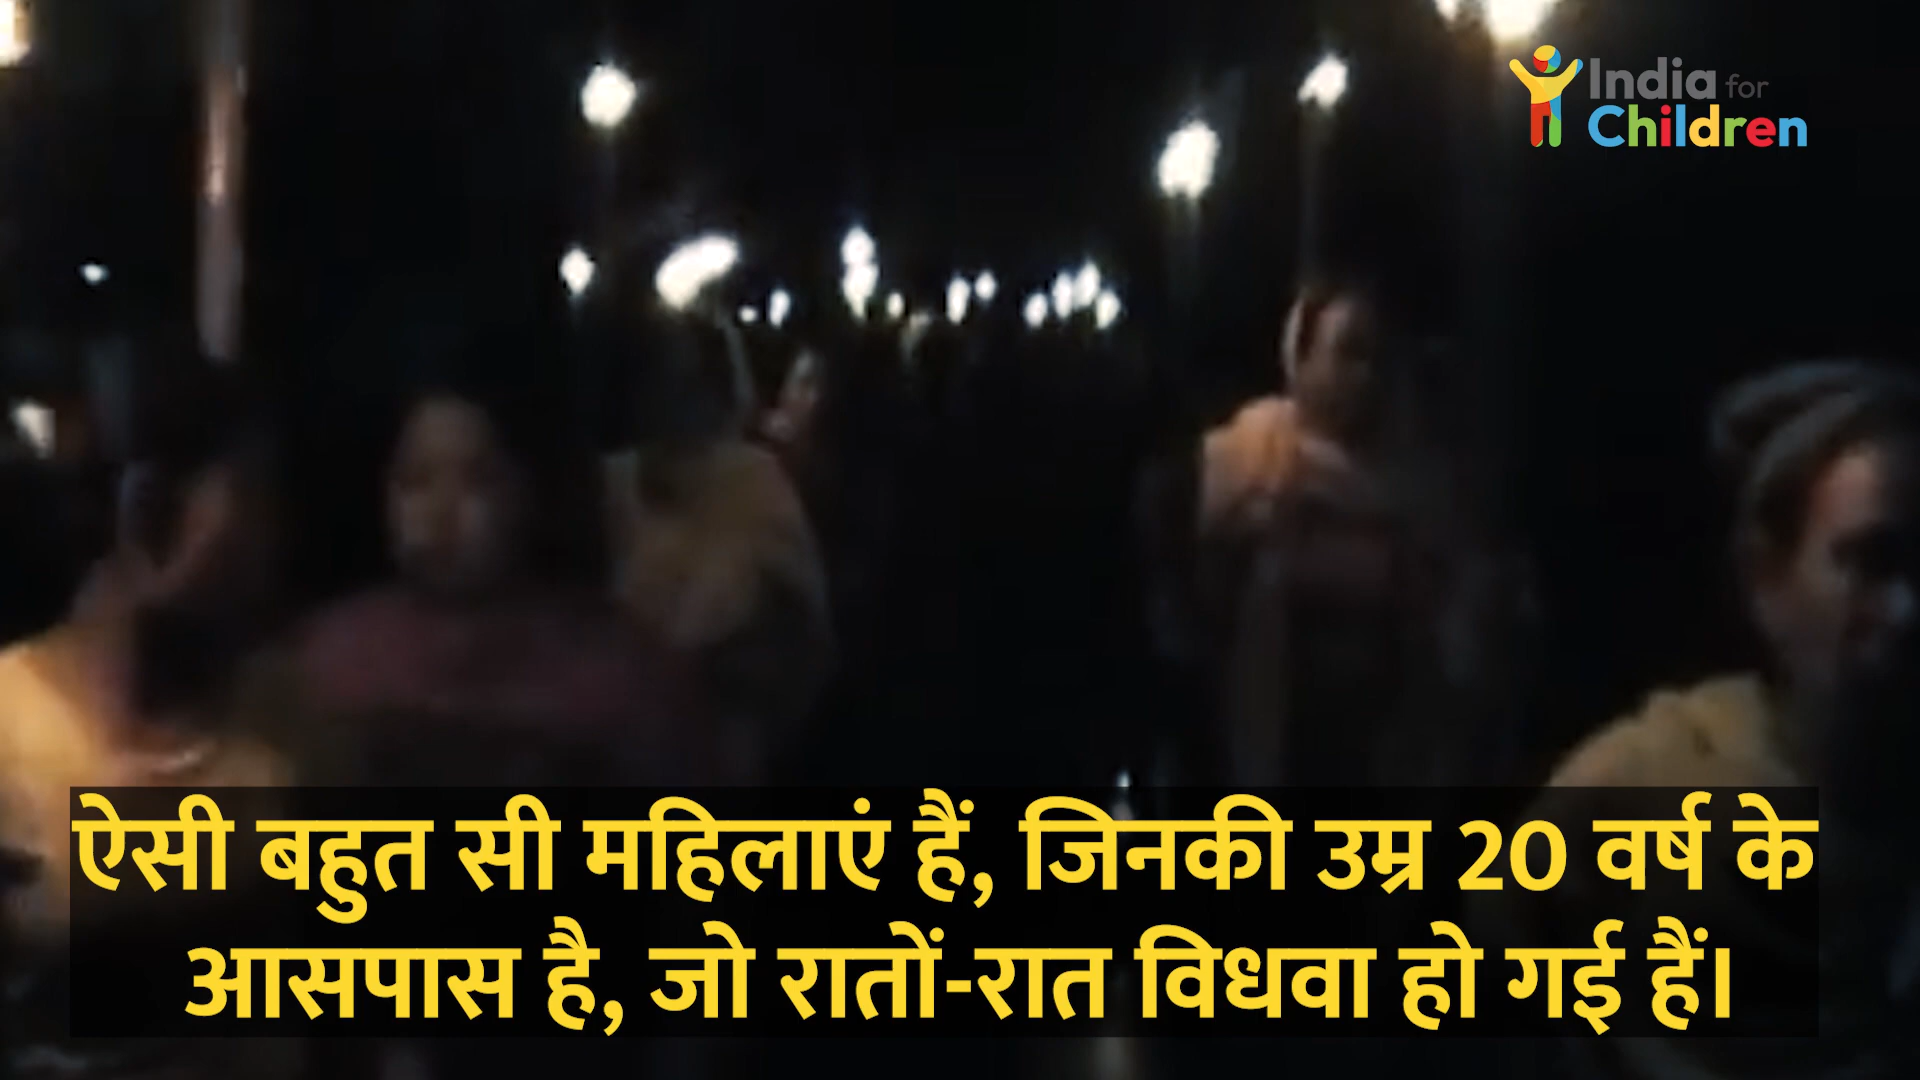 India for
Children
ऐसी बहुत सी महिलाएं हैं, जिनकी उम्र 20 वर्ष के
आसपास है, जो रातों-रात विधवा हो गई हैं।